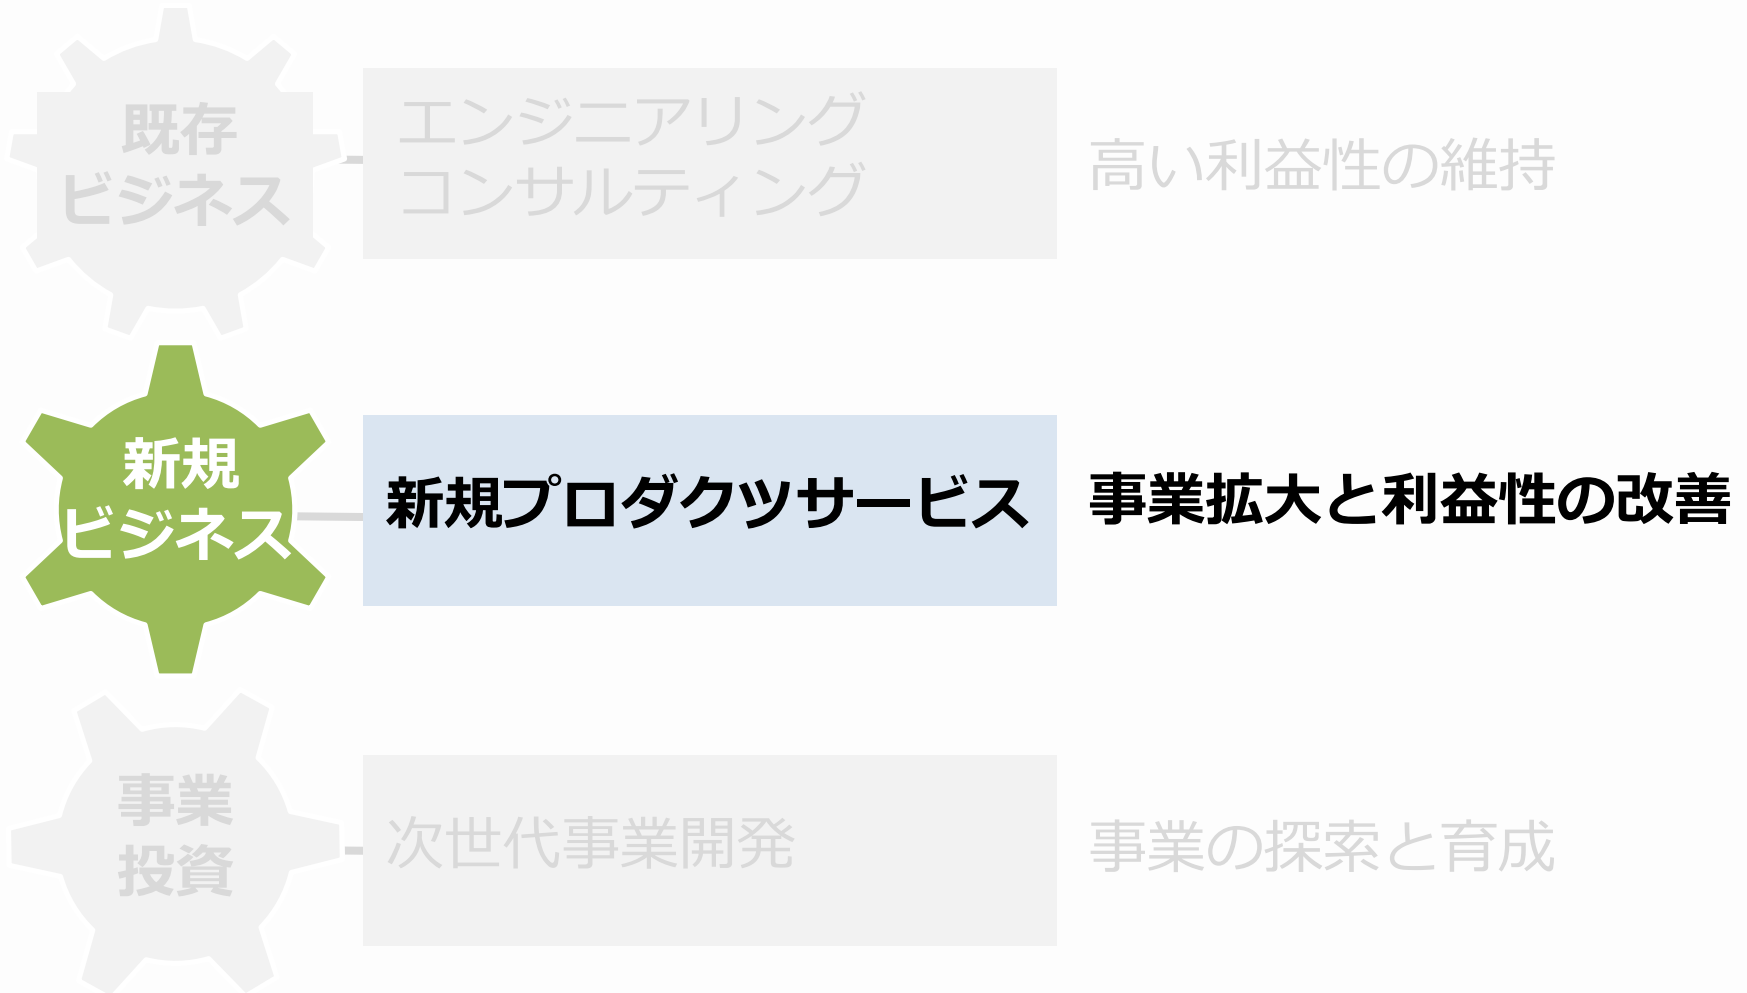 既存
ビジネス
エンジニアリング
コンサルティング
高い利益性の維持
新規
ビジネス
新規プロダクツサービス
事業拡大と利益性の改善
事業
投資
次世代事業開発
事業の探索と育成